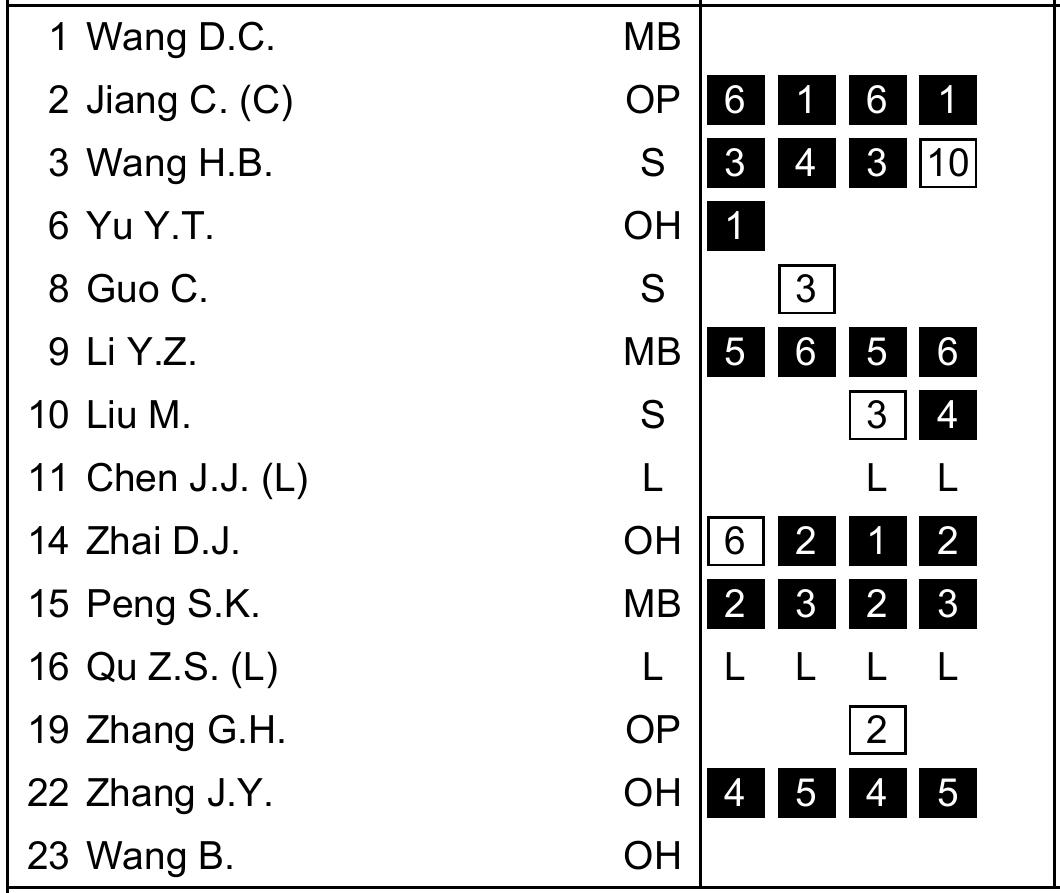 1 Wang D.C. MB
2 Jiang C. (C) OP 6 1 6 1
3 Wang H.B. S 3 4 3 10
6 Yu Y.T. OH 1
8 Guo C. S 3
9 Li Y.Z. MB 5 6 5 6
10 Liu M. S 3 4
11 Chen J.J. (L) L L L
14 Zhai D.J. OH 6 2 1 2
15 Peng S.K. MB 2 3 2 3
16 Qu Z.S. (L) L L L L L
19 Zhang G.H. OP 2
22 Zhang J.Y. OH 4 5 4 5
23 Wang B. OH